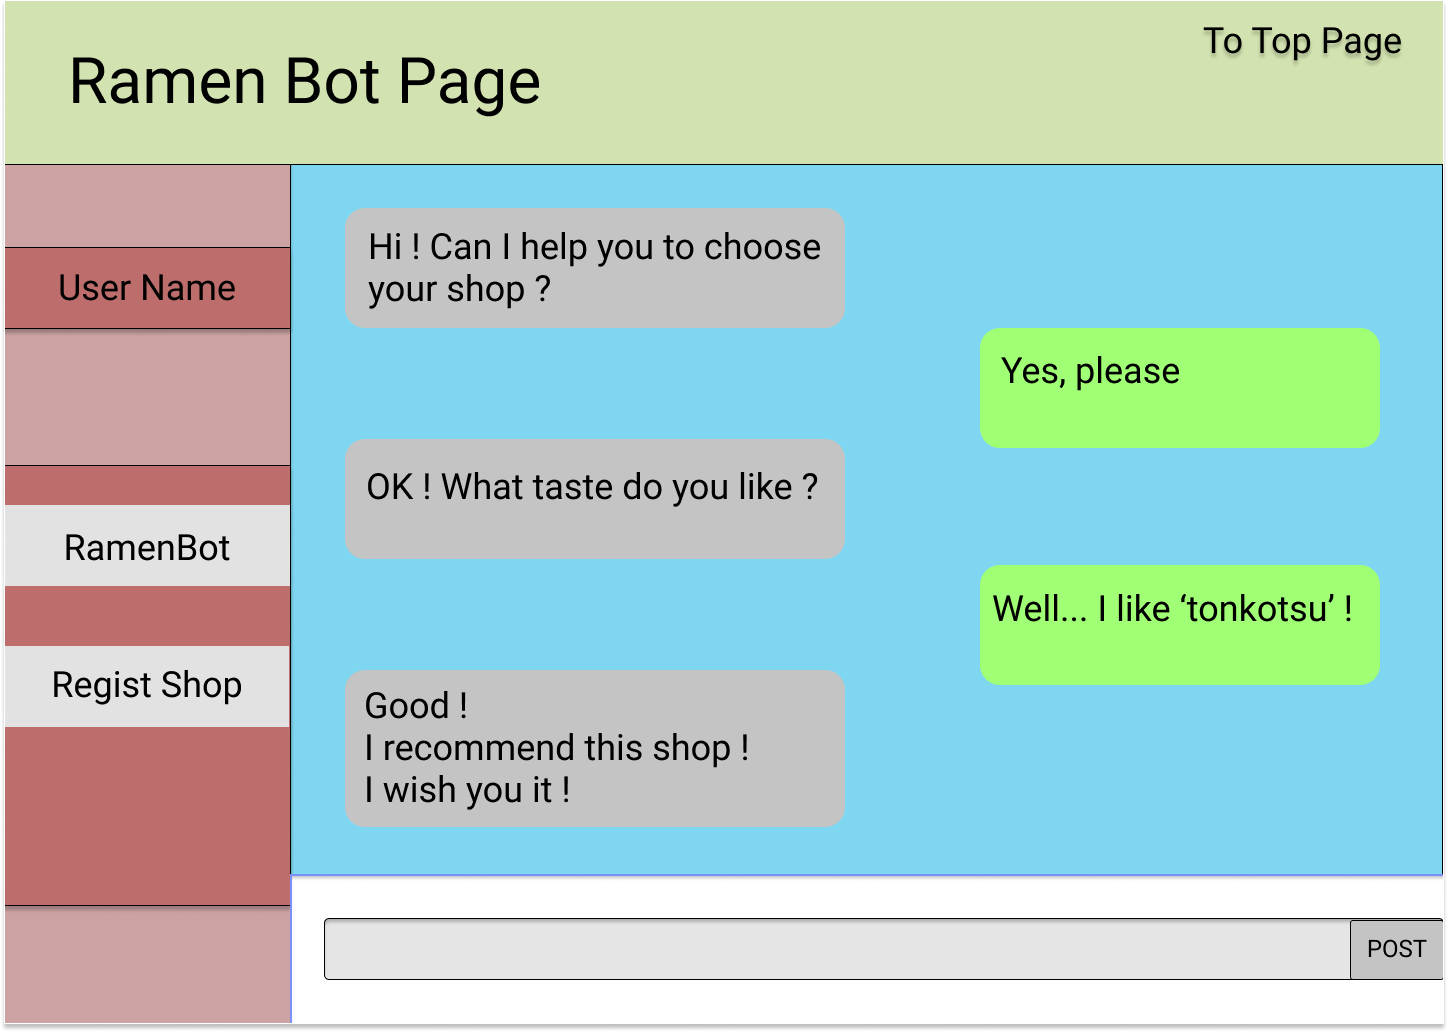 Ramen Bot Page
To Top Page
User Name
RamenBot
Regist Shop
Hi ! Can I help you to choose
your shop ?
Yes, please
OK ! What taste do you like ?
Well... I like ‘tonkotsu’ !
Good !
I recommend this shop !
I wish you it !
POST